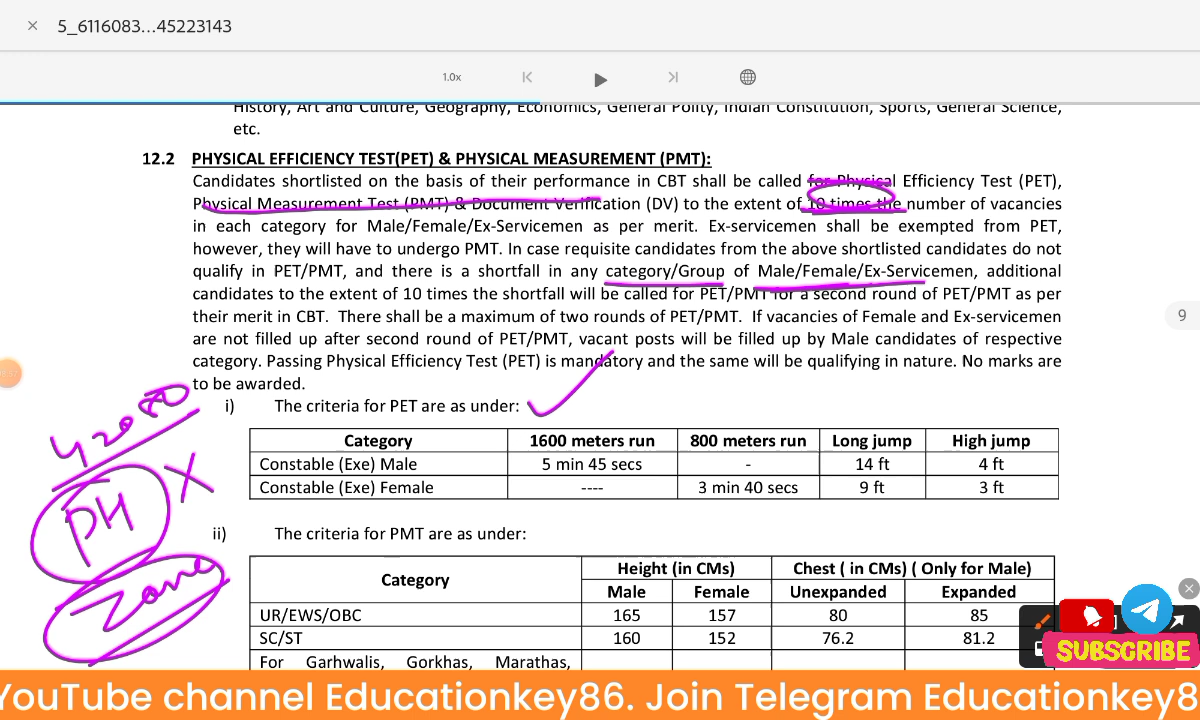 × 5_6116083...45223143
1.0x
History, Art and Culture, Geography, Economics, General Polity, Indian Constitution, Sports, General Science,
etc.
12.2 PHYSICAL EFFICIENCY TEST(PET) & PHYSICAL MEASUREMENT (PMT):
Candidates shortlisted on the basis of their performance in CBT shall be called for Physical Efficiency Test (PET),
Physical Measurement Test (PMT) & Document Verification (DV) to the extent of 10 times the number of vacancies
in each category for Male/Female/Ex-Servicemen as per merit. Ex-servicemen shall be exempted from PET,
however, they will have to undergo PMT. In case requisite candidates from the above shortlisted candidates do not
qualify in PET/PMT, and there is a shortfall in any category/Group of Male/Female/Ex-Servicemen, additional
candidates to the extent of 10 times the shortfall will be called for PET/PMT for a second round of PET/PMT as per
their merit in CBT. There shall be a maximum of two rounds of PET/PMT. If vacancies of Female and Ex-servicemen
are not filled up after second round of PET/PMT, vacant posts will be filled up by Male candidates of respective
category. Passing Physical Efficiency Test (PET) is mandatory and the same will be qualifying in nature. No marks are
to be awarded.
9
i) The criteria for PET are as under:
Category 1600 meters run 800 meters run Long jump High jump
Constable (Exe) Male 5 min 45 secs - 14 ft 4 ft
Constable (Exe) Female ---- 3 min 40 secs 9 ft 3 ft
PH
Zone
ii) The criteria for PMT are as under:
Category Height (in CMs) Chest ( in CMs) ( Only for Male)
Male Female Unexpanded Expanded
UR/EWS/OBC 165 157 80 85
SC/ST 160 152 76.2 81.2
For Garhwalis, Gorkhas, Marathas,
SUBSCRIBE
YouTube channel Educationkey86. Join Telegram Educationkey8